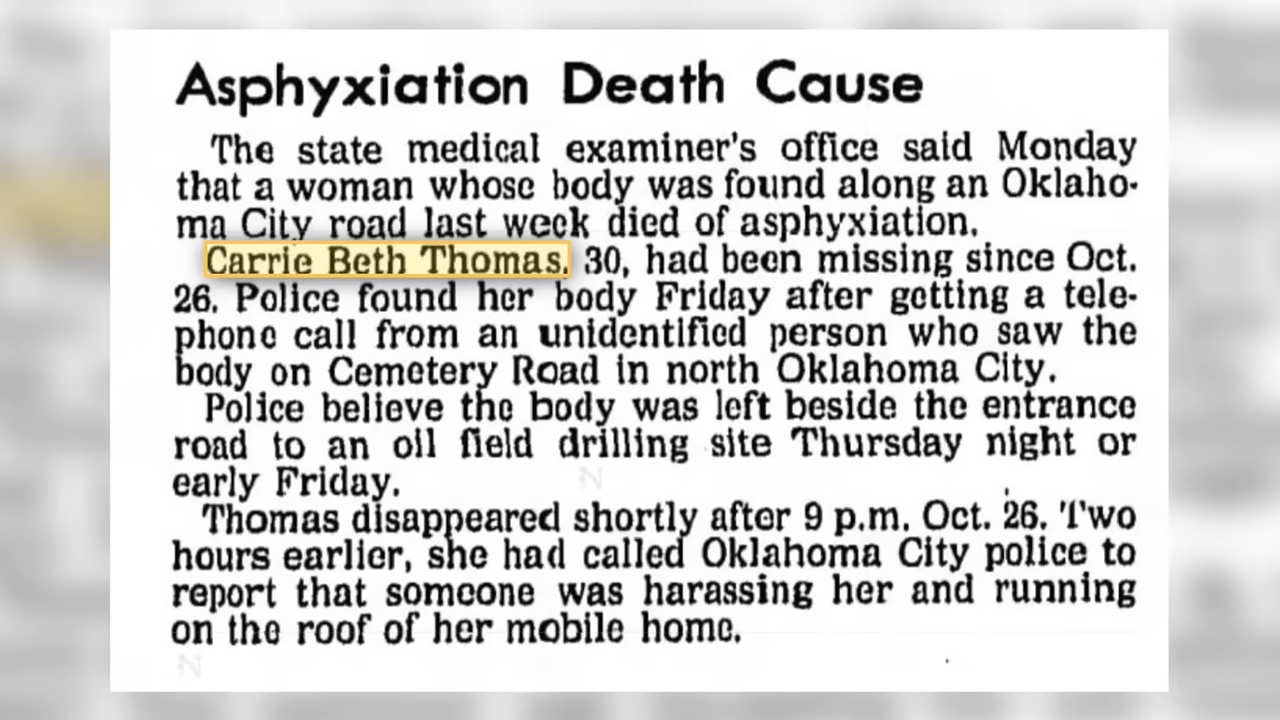 Asphyxiation Death Cause
The state medical examiner's office said Monday
that a woman whose body was found along an Oklaho-
ma City road last week died of asphyxiation.
Carrie Beth Thomas, 30, had been missing since Oct.
26. Police found her body Friday after getting a tele-
phone call from an unidentified person who saw the
body on Cemetery Road in north Oklahoma City.
Police believe the body was left beside the entrance
road to an oil field drilling site Thursday night or
early Friday.
Thomas disappeared shortly after 9 p.m. Oct. 26. Two
hours earlier, she had called Oklahoma City police to
report that someone was harassing her and running
on the roof of her mobile home.